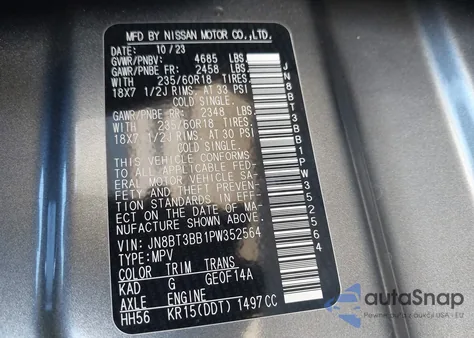 MFD BY NISSAN MOTOR CO.,LTD.
DATE: 10/23
GVWR/PNBV: 4685 LBS.
GAWR/PNBE FR: 2458 LBS.
WITH 235/60R18 TIRES.
18X7 1/2J RIMS. AT 33 PSI
COLD SINGLE.
GAWR/PNBE RR: 2348 LBS.
WITH 235/60R18 TIRES.
18X7 1/2J RIMS. AT 30 PSI
COLD SINGLE.
THIS VEHICLE CONFORMS
TO ALL APPLICABLE FED-
ERAL MOTOR VEHICLE SA-
FETY AND THEFT PREVEN-
TION STANDARDS IN EFF-
ECT ON THE DATE OF MA-
NUFACTURE SHOWN ABOVE.
VIN: JN8BT3BB1PW352564
TYPE: MPV
COLOR TRIM TRANS
KAD G GE0F14A
AXLE ENGINE
HH56 KR15(DDT) 1497CC
JN8BT3BB1PW352564
autoSnap